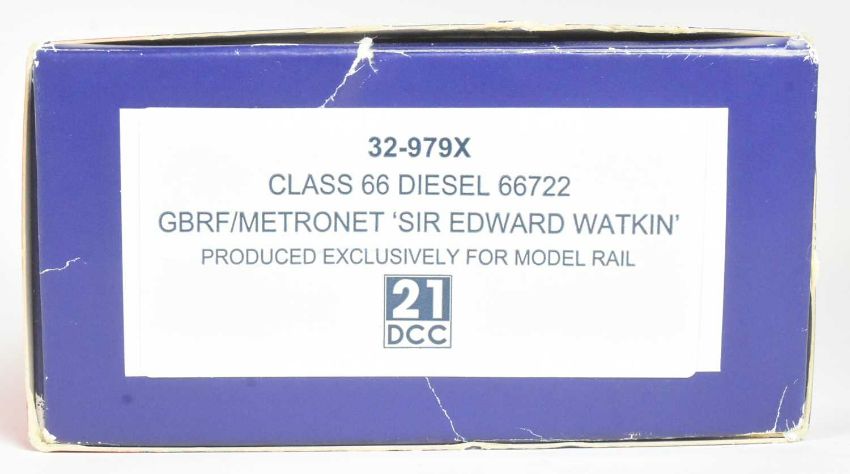 32-979X
CLASS 66 DIESEL 66722
GBRF/METRONET ‘SIR EDWARD WATKIN’
PRODUCED EXCLUSIVELY FOR MODEL RAIL
21
DCC